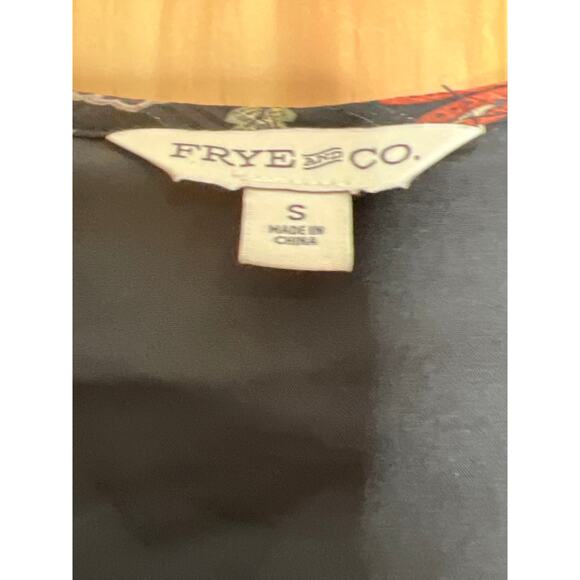 FRYE AND CO.
S
MADE IN
CHINA